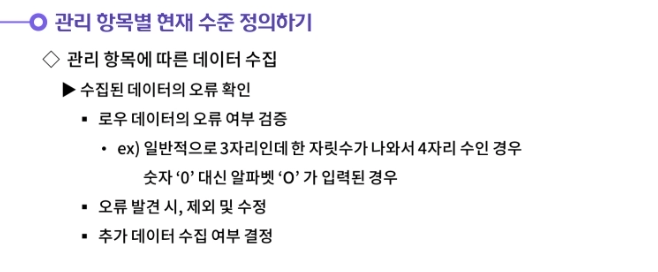 관리 항목별 현재 수준 정의하기
◇ 관리 항목에 따른 데이터 수집
▶ 수집된 데이터의 오류 확인
▪ 로우 데이터의 오류 여부 검증
• ex) 일반적으로 3자리인데 한 자릿수가 나와서 4자리 수인 경우
숫자 ‘0’ 대신 알파벳 ‘O’ 가 입력된 경우
▪ 오류 발견 시, 제외 및 수정
▪ 추가 데이터 수집 여부 결정